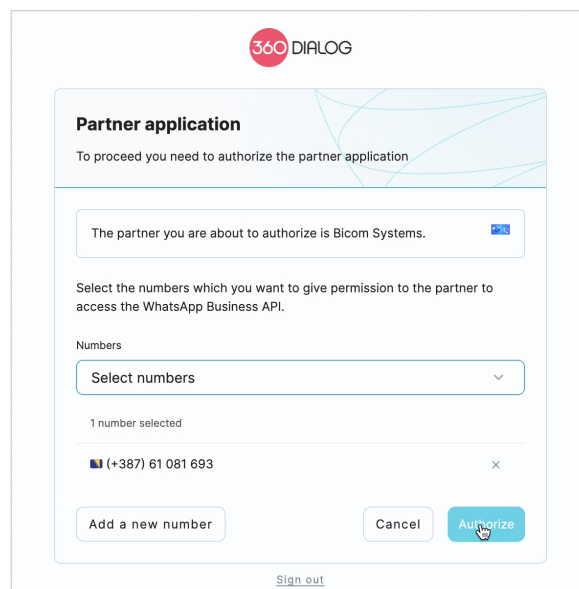 360 DIALOG
Partner application
To proceed you need to authorize the partner application
The partner you are about to authorize is Bicom Systems.
Select the numbers which you want to give permission to the partner to
access the WhatsApp Business API.
Numbers
Select numbers
1 number selected
(+387) 61 081 693
Add a new number
Cancel
Authorize
Sign out